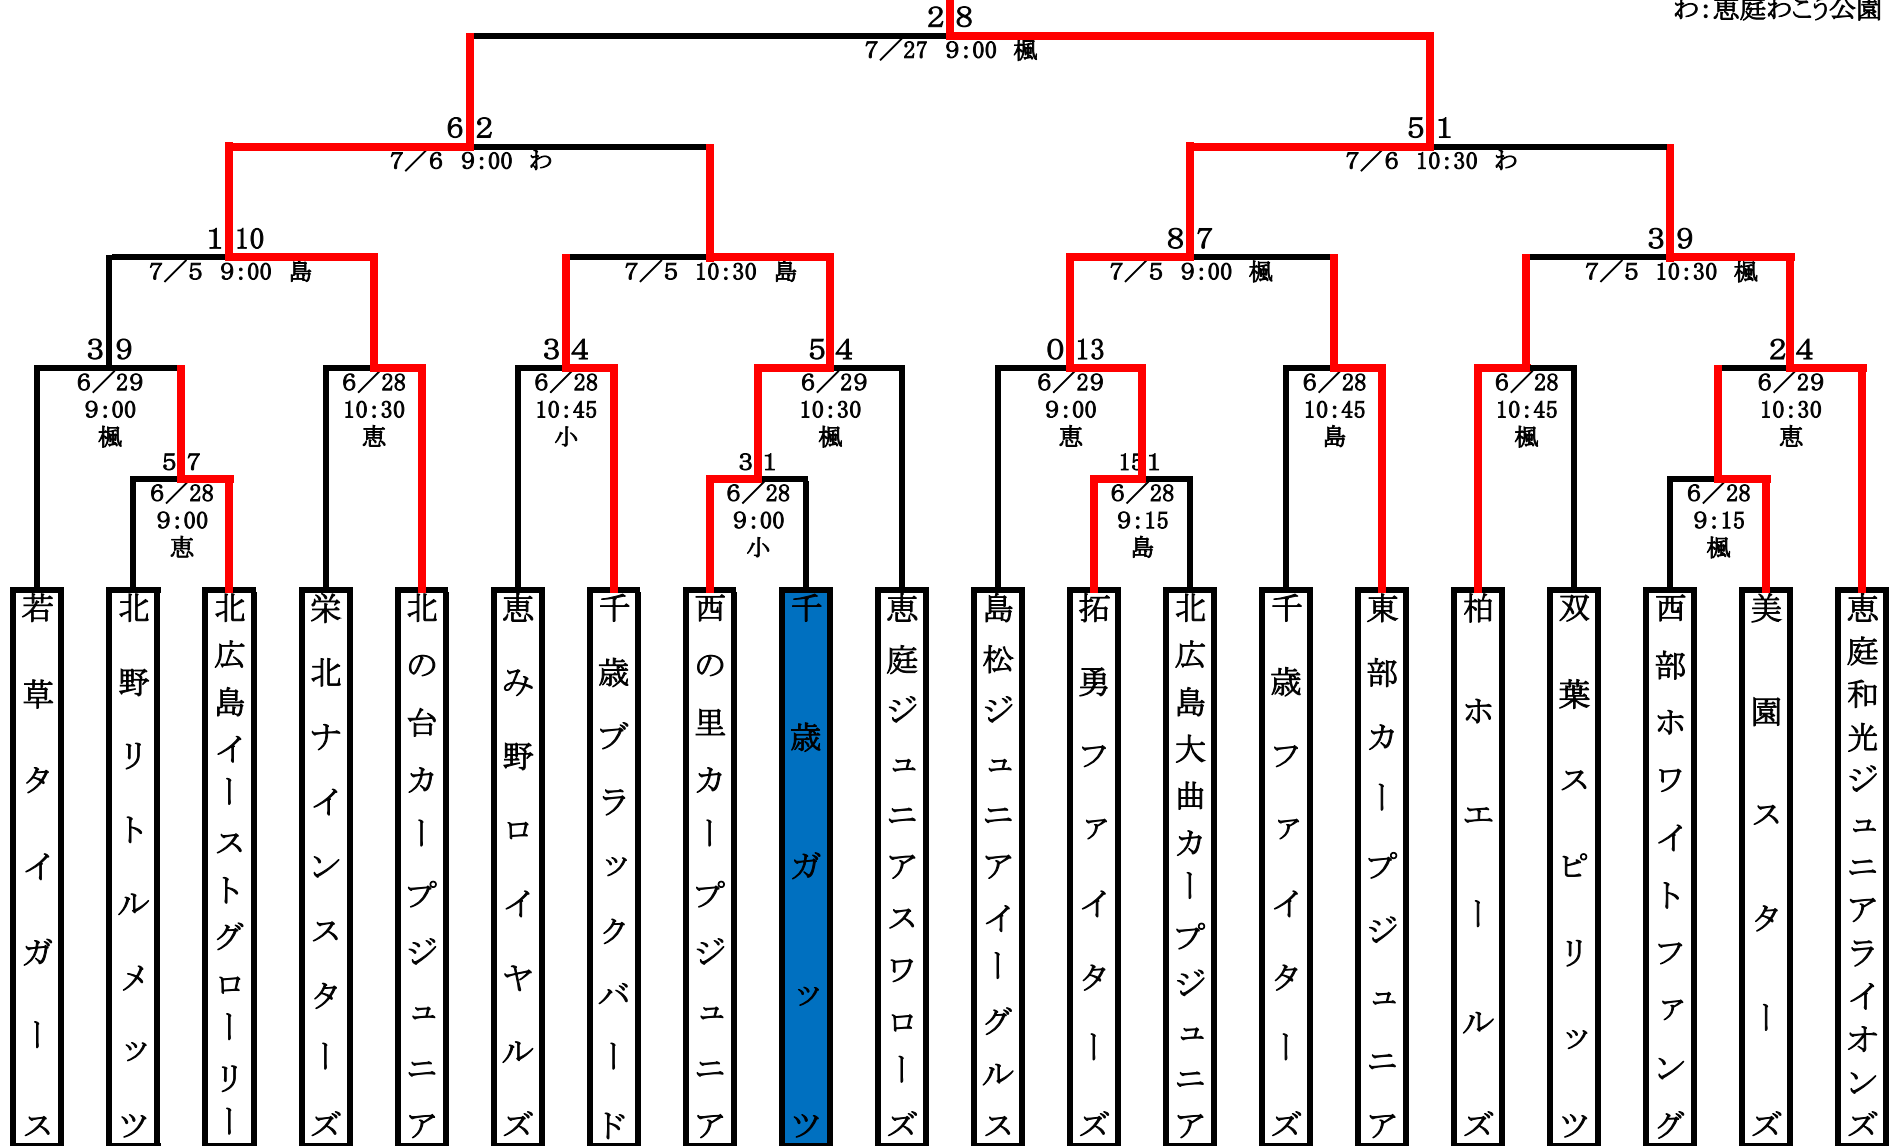 わ：恵庭わこう公園
2 8
7／27 9：00 楓
6 2
7／6 9：00 わ
5 1
7／6 10：30 わ
1 10
7／5 9：00 島
7／5 10：30 島
8 7
7／5 9：00 楓
3 9
7／5 10：30 楓
3 9
6／29
9：00
楓
6／28
10：30
恵
3 4
6／28
10：45
小
5 4
6／29
10：30
楓
0 13
6／29
9：00
恵
6／28
10：45
島
6／28
10：45
楓
2 4
6／29
10：30
恵
5 7
6／28
9：00
恵
3 1
6／28
9：00
小
15 1
6／28
9：15
島
6／28
9：15
楓
若草タイガース
北野リトルメッツ
北広島イーストグローリー
栄北ナインスターズ
北の台カープジュニア
恵み野ロイヤルズ
千歳ブラックバード
西の里カープジュニア
千歳ガッツ
恵庭ジュニアスワローズ
島松ジュニアイーグルス
拓勇ファイターズ
北広島大曲カープジュニア
千歳ファイターズ
東部カープジュニア
柏ホエールズ
双葉スピリッツ
西部ホワイトファング
美園スターズ
恵庭和光ジュニアライオンズ